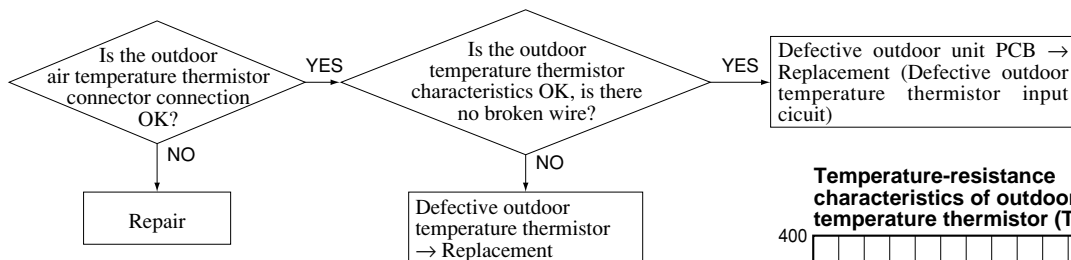 Is the outdoor
air temperature thermistor
connector connection
OK?
YES
NO
Repair
Is the outdoor
temperature thermistor
characteristics OK, is there
no broken wire?
YES
NO
Defective outdoor
temperature thermistor
→ Replacement
Defective outdoor unit PCB →
Replacement (Defective outdoor
temperature thermistor input
cicuit)
Temperature-resistance
characteristics of outdoor
temperature thermistor (T
400